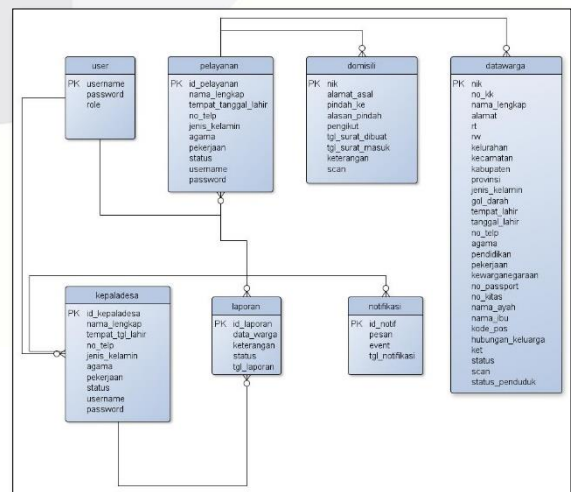 user
PK username
password
role
pelayanan
PK id_pelayanan
nama_lengkap
tempat_tanggal_lahir
no_telp
jenis_kelamin
agama
pekerjaan
status
username
password
domisili
PK nik
alamat_asal
pindah_ke
alasan_pindah
pengikut
tgl_surat_dibuat
tgl_surat_masuk
keterangan
scan
datawarga
PK nik
no_kk
nama_lengkap
alamat
rt
rw
kelurahan
kecamatan
kabupaten
provinsi
jenis_kelamin
gol_darah
tempat_lahir
tanggal_lahir
no_telp
agama
pendidikan
pekerjaan
kewarganegaraan
no_passport
no_kitas
nama_ayah
nama_ibu
kode_pos
hubungan_keluarga
ket
status
scan
status_penduduk
kepaladesa
PK id_kepaladesa
nama_lengkap
tempat_tgl_lahir
no_telp
jenis_kelamin
agama
pekerjaan
status
username
password
laporan
PK id_laporan
data_warga
keterangan
status
tgl_laporan
notifikasi
PK id_notif
pesan
event
tgl_notifikasi